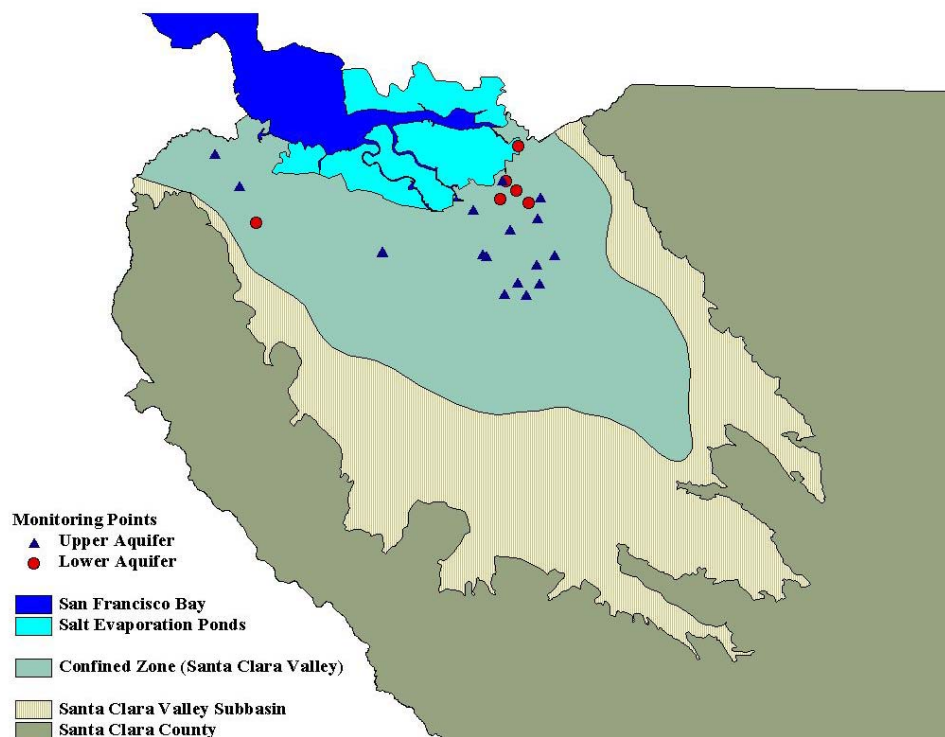 Monitoring Points
Upper Aquifer
Lower Aquifer
San Francisco Bay
Salt Evaporation Ponds
Confined Zone (Santa Clara Valley)
Santa Clara Valley Subbasin
Santa Clara County